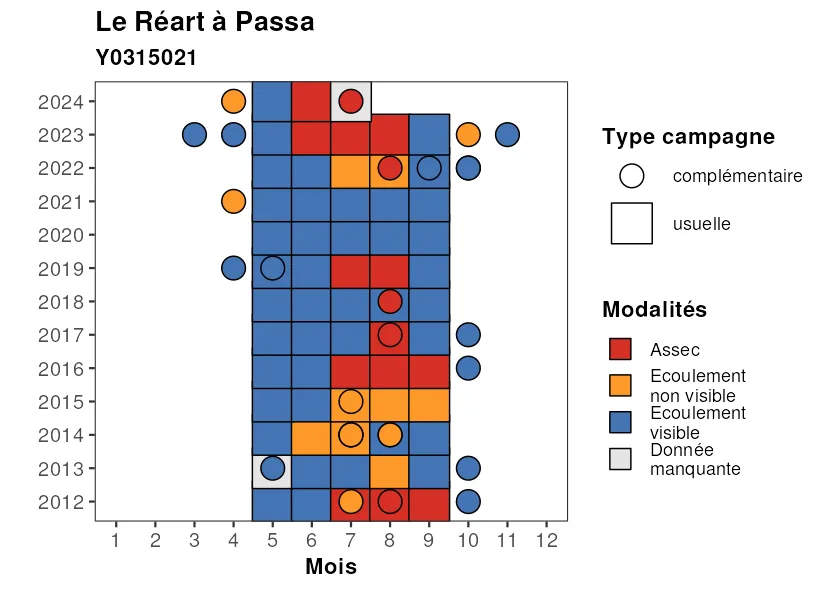 Le Réart à Passa
Y0315021
2024
2023
2022
2021
2020
2019
2018
2017
2016
2015
2014
2013
2012
1 2 3 4 5 6 7 8 9 10 11 12
Mois
Type campagne
complémentaire
usuelle
Modalités
Assec
Ecoulement
non visible
Ecoulement
visible
Donnée
manquante